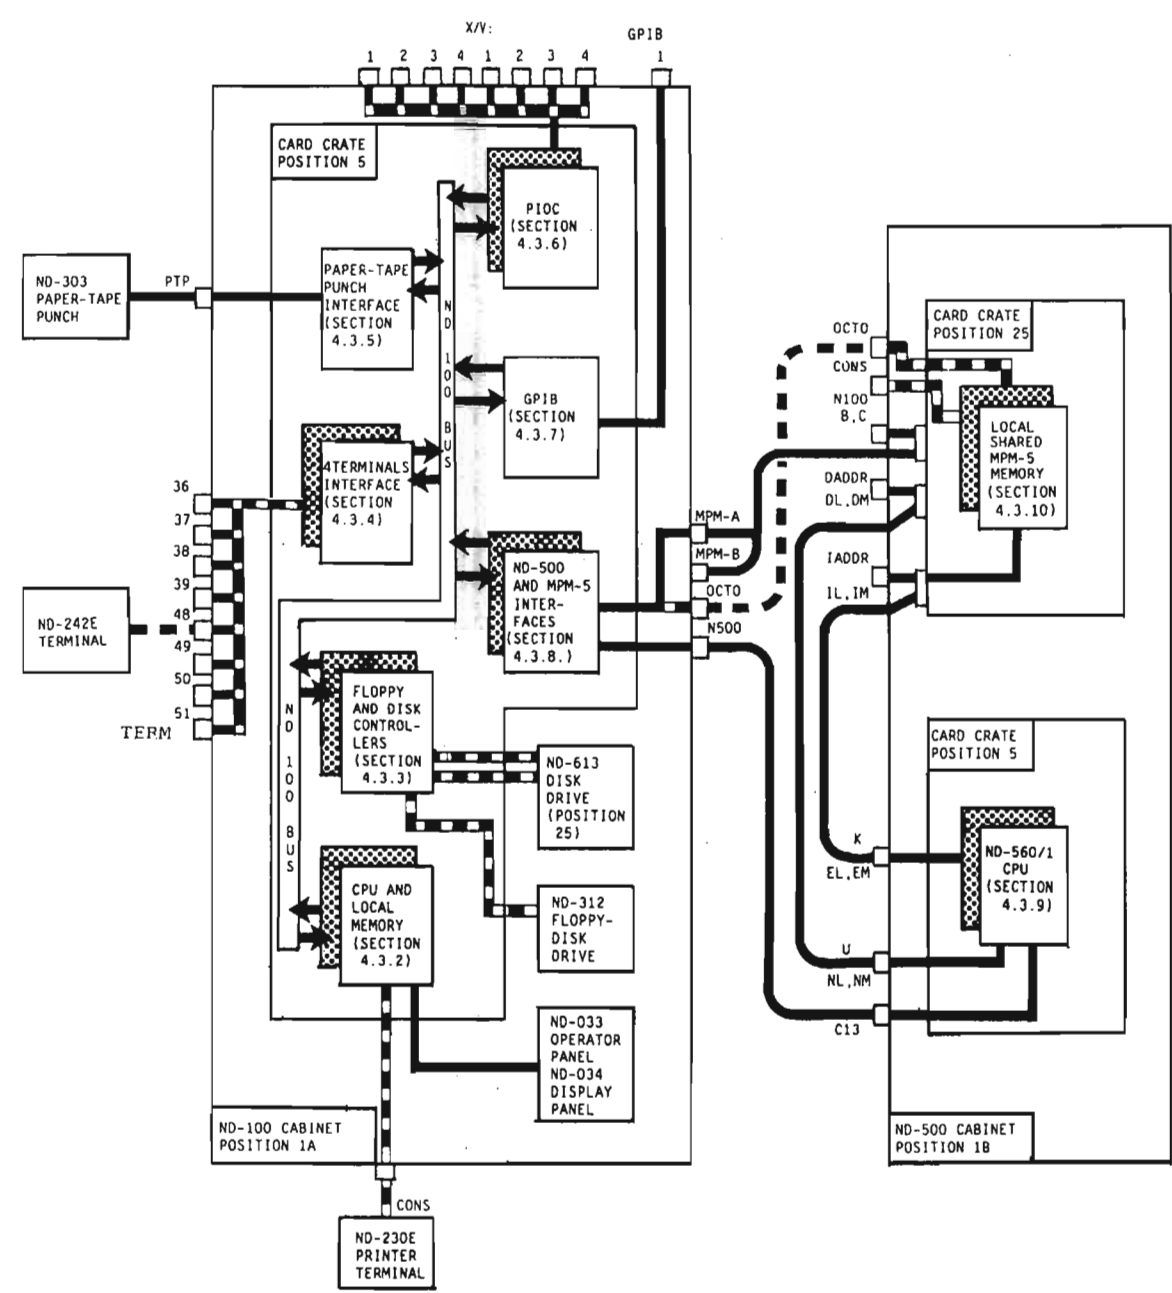 X/V:
GPIB
1 2 3 4 1 2 3 4 1
CARD CRATE
POSITION 5
PIOC
(SECTION
4.3.6)
ND-303
PAPER-TAPE
PUNCH
PTP
PAPER-TAPE
PUNCH
INTERFACE
(SECTION
4.3.5)
ND 100 BUS
GPIB
(SECTION
4.3.7)
4TERMINALS
INTERFACE
(SECTION
4.3.4)
36
37
38
39
48
49
50
51
TERM
ND-242E
TERMINAL
ND-500
AND MPM-5
INTER-
FACES
(SECTION
4.3.8.)
MPM-A
MPM-B
OCTO
N500
ND 100 BUS
FLOPPY
AND DISK
CONTROL-
LERS
(SECTION
4.3.3)
ND-613
DISK
DRIVE
(POSITION
25)
CPU AND
LOCAL
MEMORY
(SECTION
4.3.2)
ND-312
FLOPPY-
DISK
DRIVE
ND-033
OPERATOR
PANEL
ND-034
DISPLAY
PANEL
ND-100 CABINET
POSITION 1A
CONS
ND-230E
PRINTER
TERMINAL
CARD CRATE
POSITION 25
OCTO
CONS
N100
B,C
DADDR
DL,DM
IADDR
IL,IM
LOCAL
SHARED
MPM-5
MEMORY
(SECTION
4.3.10)
CARD CRATE
POSITION 5
K
EL,EM
U
NL,NM
C13
ND-560/1
CPU
(SECTION
4.3.9)
ND-500 CABINET
POSITION 1B